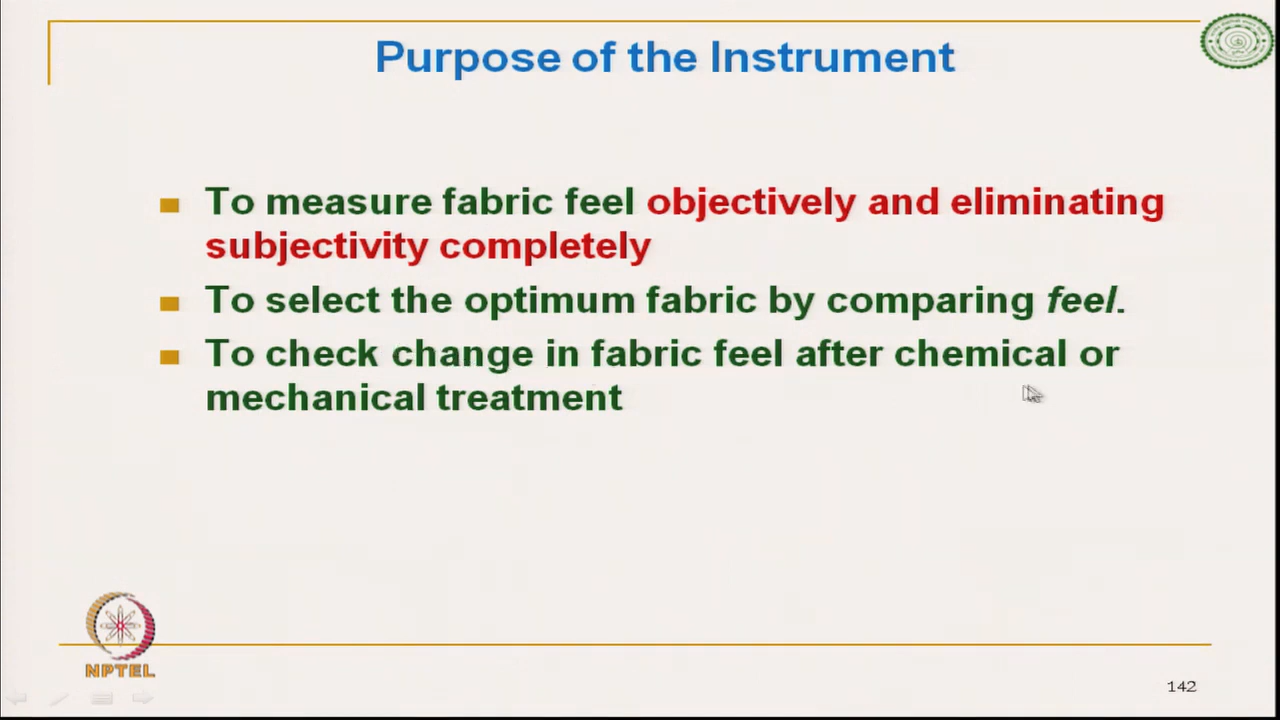 Purpose of the Instrument
To measure fabric feel objectively and eliminating
subjectivity completely
To select the optimum fabric by comparing feel.
To check change in fabric feel after chemical or
mechanical treatment
NPTEL
142